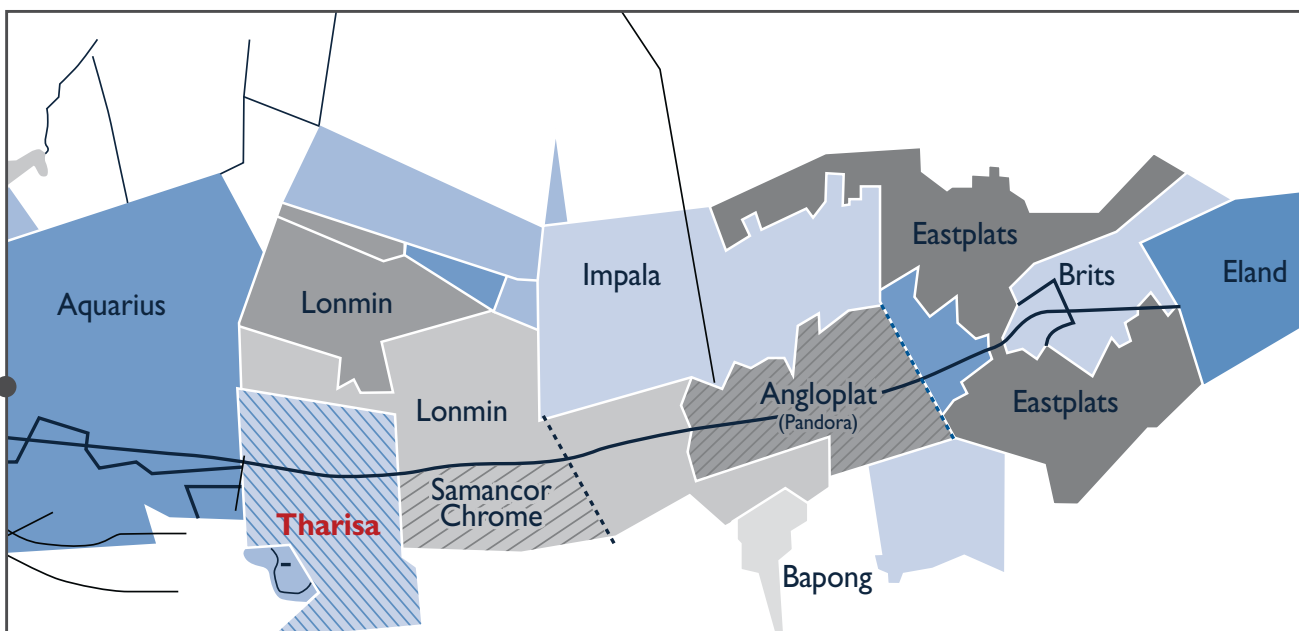 Eastplats
Impala
Brits
Eland
Aquarius
Lonmin
Angloplat
(Pandora)
Eastplats
Lonmin
Samancor
Chrome
Tharisa
Bapong